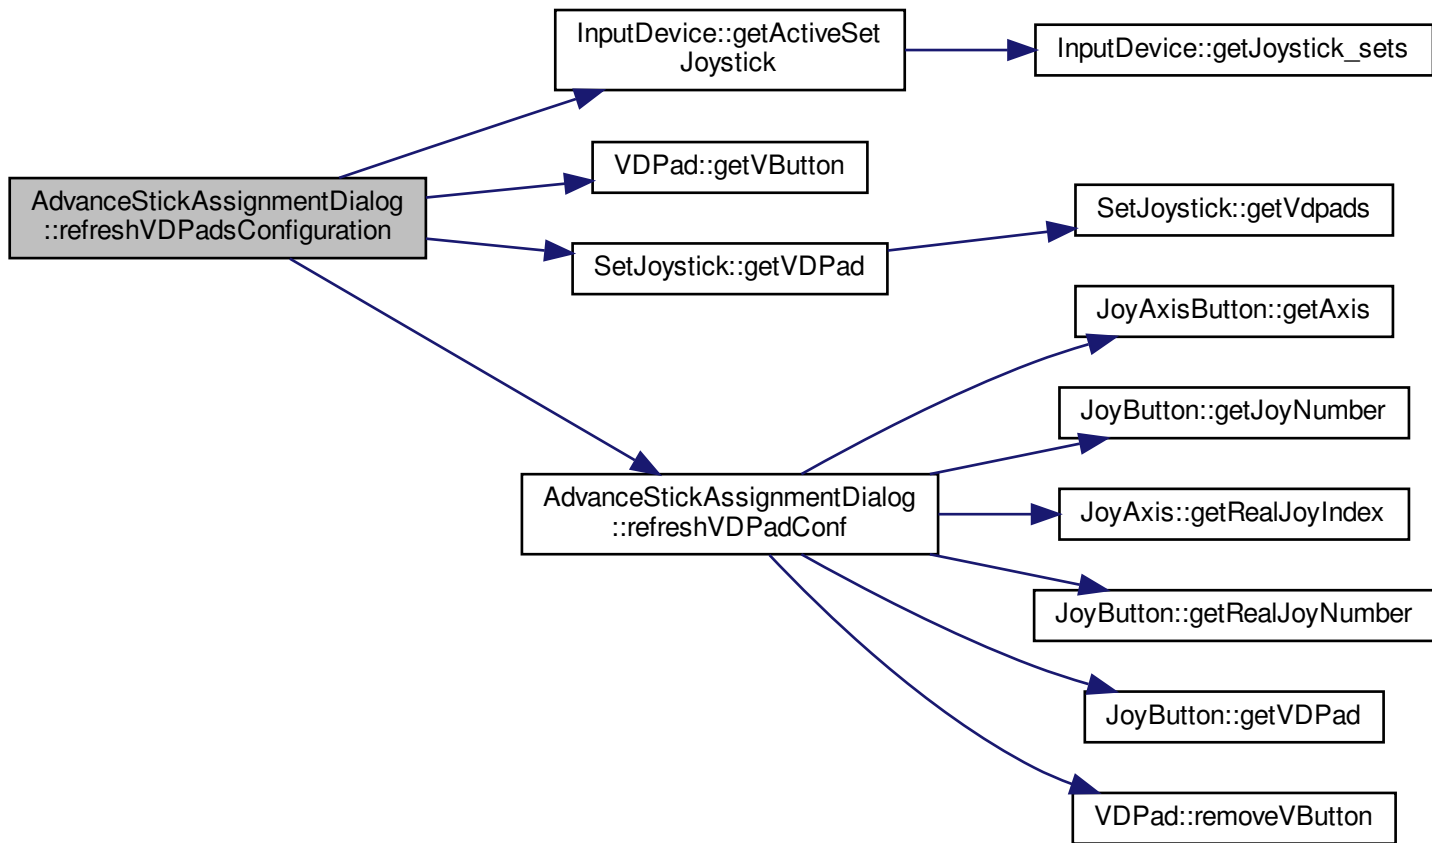 InputDevice::getActiveSet
Joystick
InputDevice::getJoystick_sets
VDPad::getVButton
AdvanceStickAssignmentDialog
::refreshVDPadsConfiguration
SetJoystick::getVdpads
SetJoystick::getVDPad
JoyAxisButton::getAxis
JoyButton::getJoyNumber
AdvanceStickAssignmentDialog
::refreshVDPadConf
JoyAxis::getRealJoyIndex
JoyButton::getRealJoyNumber
JoyButton::getVDPad
VDPad::removeVButton